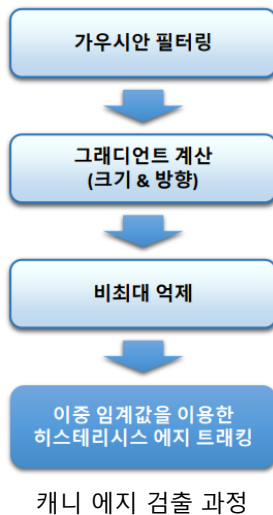 가우시안 필터링
그래디언트 계산
(크기 & 방향)
비최대 억제
이중 임계값을 이용한
히스테리시스 에지 트래킹
캐니 에지 검출 과정